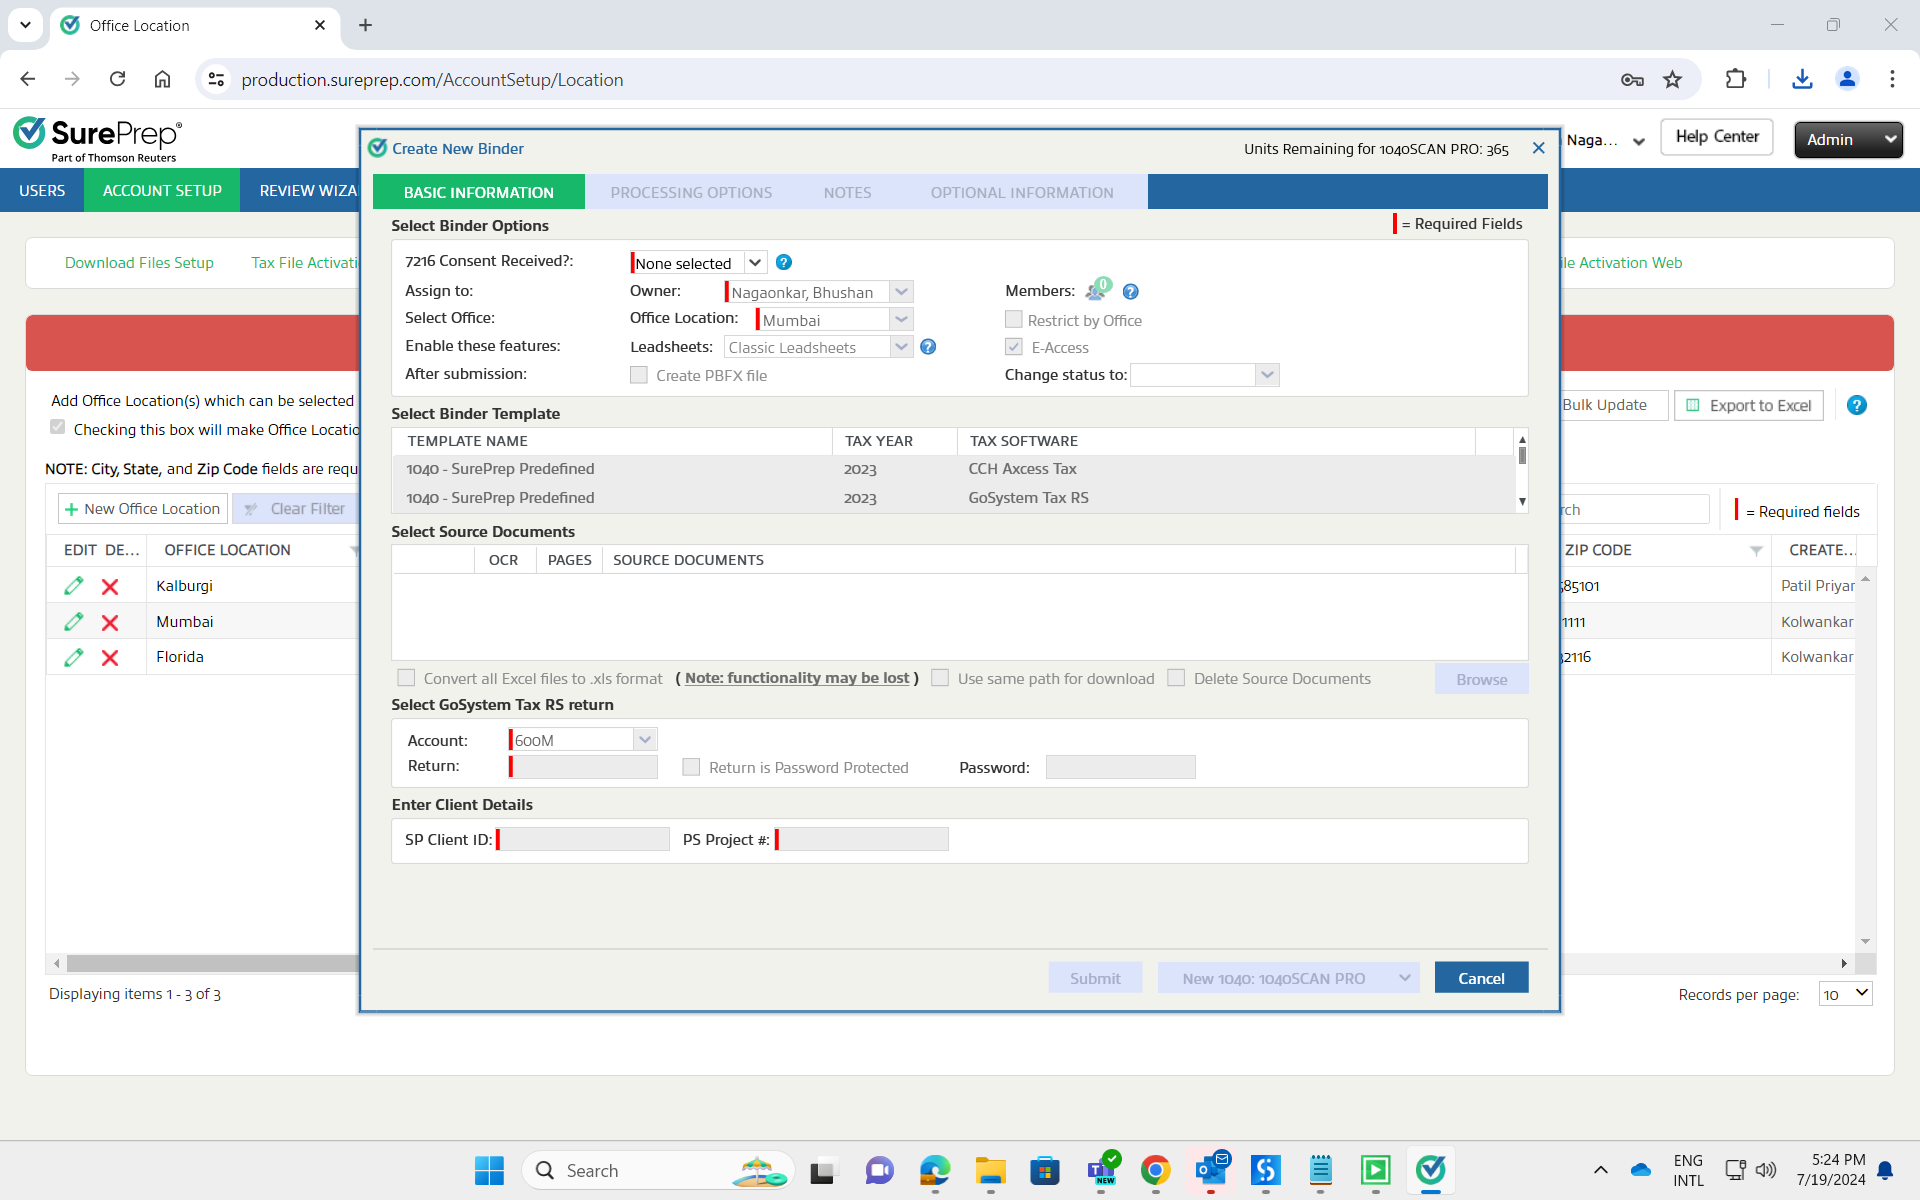 Office Location
production.sureprep.com/AccountSetup/Location
SurePrep®
Part of Thomson Reuters
Naga...
Help Center
Admin
USERS
ACCOUNT SETUP
REVIEW WIZA
Download Files Setup
Tax File Activati
ile Activation Web
Add Office Location(s) which can be selected
Checking this box will make Office Locatio
NOTE: City, State, and Zip Code fields are requ
Bulk Update
Export to Excel
New Office Location
Clear Filter
rch
= Required fields
EDIT DE... OFFICE LOCATION
ZIP CODE CREATE...
Kalburgi
585101 Patil Priyar
Mumbai
1111 Kolwankar
Florida
32116 Kolwankar
Displaying items 1 - 3 of 3
Records per page: 10
Create New Binder
Units Remaining for 1040SCAN PRO: 365
BASIC INFORMATION
PROCESSING OPTIONS
NOTES
OPTIONAL INFORMATION
Select Binder Options
= Required Fields
7216 Consent Received?: None selected
Assign to: Owner: Nagaonkar, Bhushan Members: 0
Select Office: Office Location: Mumbai Restrict by Office
Enable these features: Leadsheets: Classic Leadsheets E-Access
After submission: Create PBFX file Change status to:
Select Binder Template
TEMPLATE NAME TAX YEAR TAX SOFTWARE
1040 - SurePrep Predefined 2023 CCH Axcess Tax
1040 - SurePrep Predefined 2023 GoSystem Tax RS
Select Source Documents
OCR PAGES SOURCE DOCUMENTS
Convert all Excel files to .xls format ( Note: functionality may be lost ) Use same path for download Delete Source Documents Browse
Select GoSystem Tax RS return
Account: 600M
Return: Return is Password Protected Password:
Enter Client Details
SP Client ID: PS Project #:
Submit New 1040: 1040SCAN PRO Cancel
Search
NEW
ENG
INTL
5:24 PM
7/19/2024